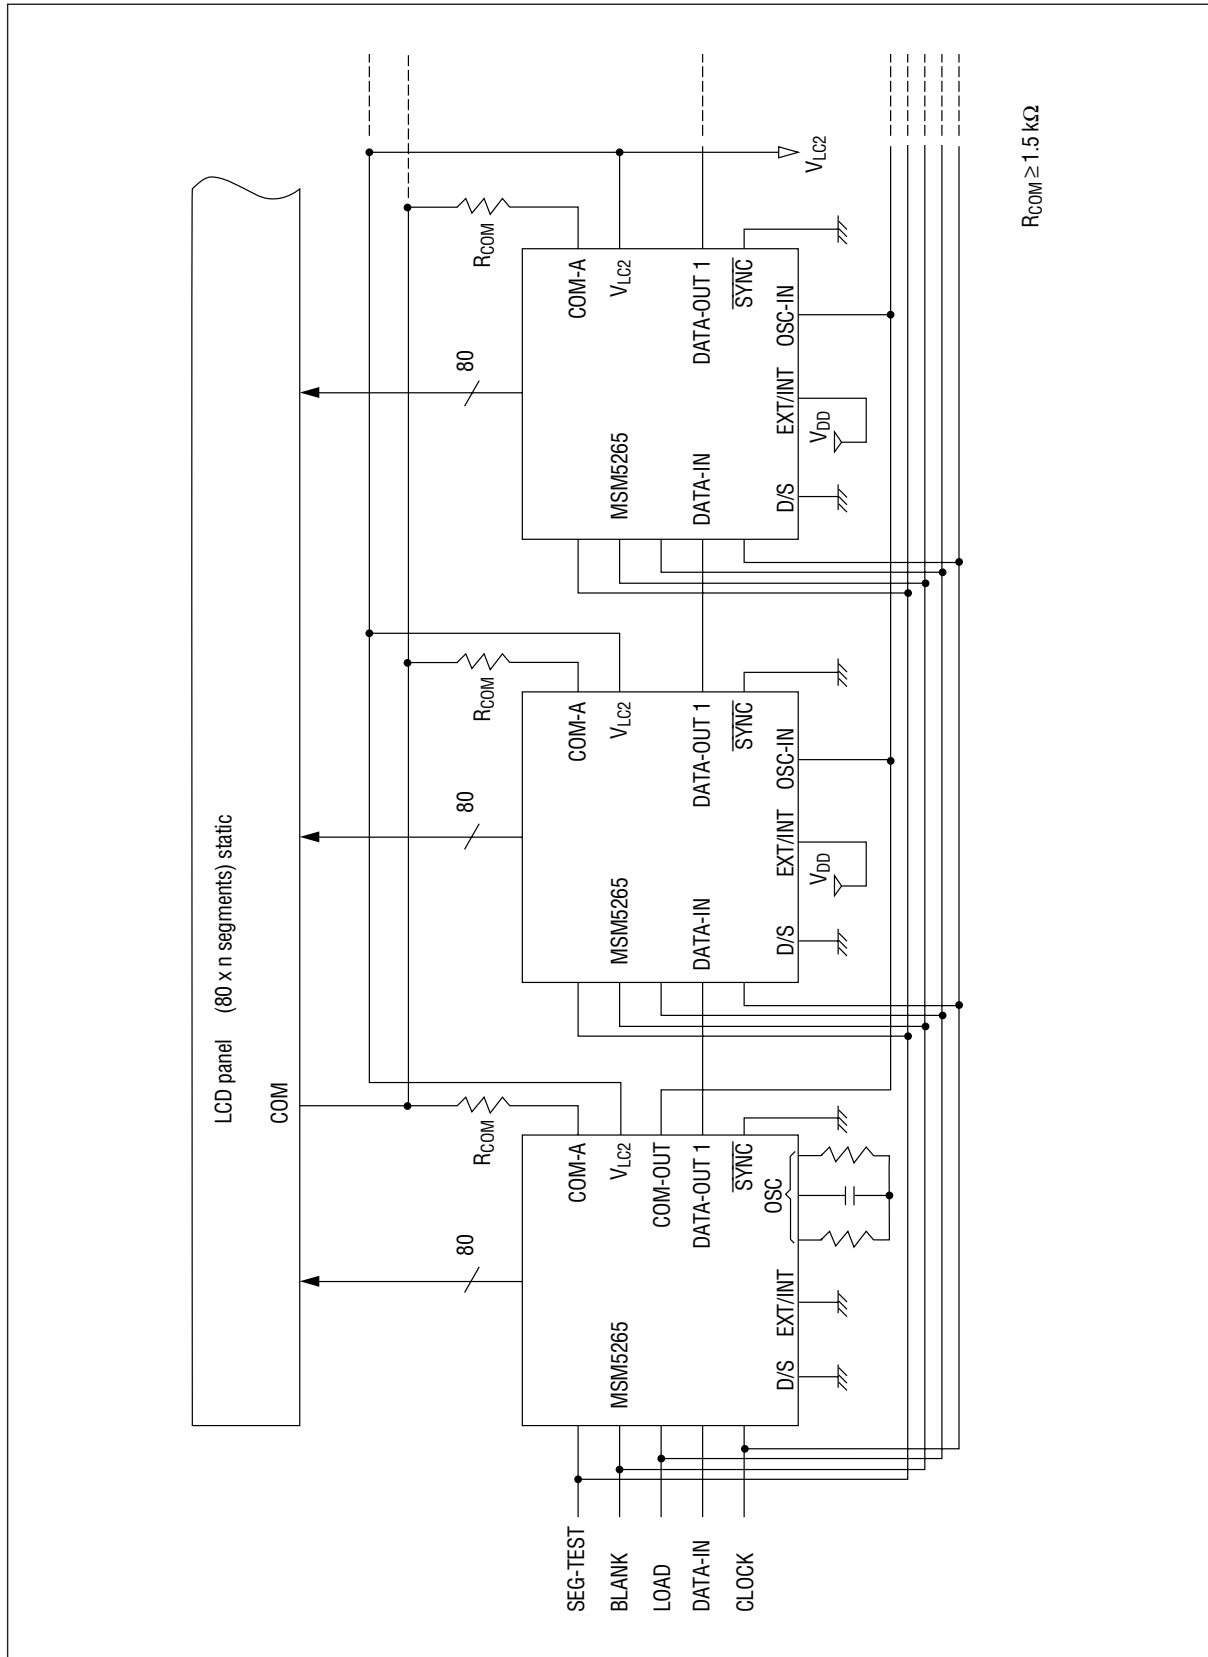 LCD panel (80 x n segments) static
COM
80
80
80
RCOM
RCOM
RCOM
MSM5265
COM-A
VLC2
COM-OUT
DATA-OUT 1
SYNC
OSC
EXT/INT
D/S
MSM5265
COM-A
VLC2
DATA-IN
DATA-OUT 1
SYNC
OSC-IN
EXT/INT
VDD
D/S
MSM5265
COM-A
VLC2
DATA-IN
DATA-OUT 1
SYNC
OSC-IN
EXT/INT
VDD
D/S
VLC2
SEG-TEST
BLANK
LOAD
DATA-IN
CLOCK
RCOM ≥ 1.5 kΩ